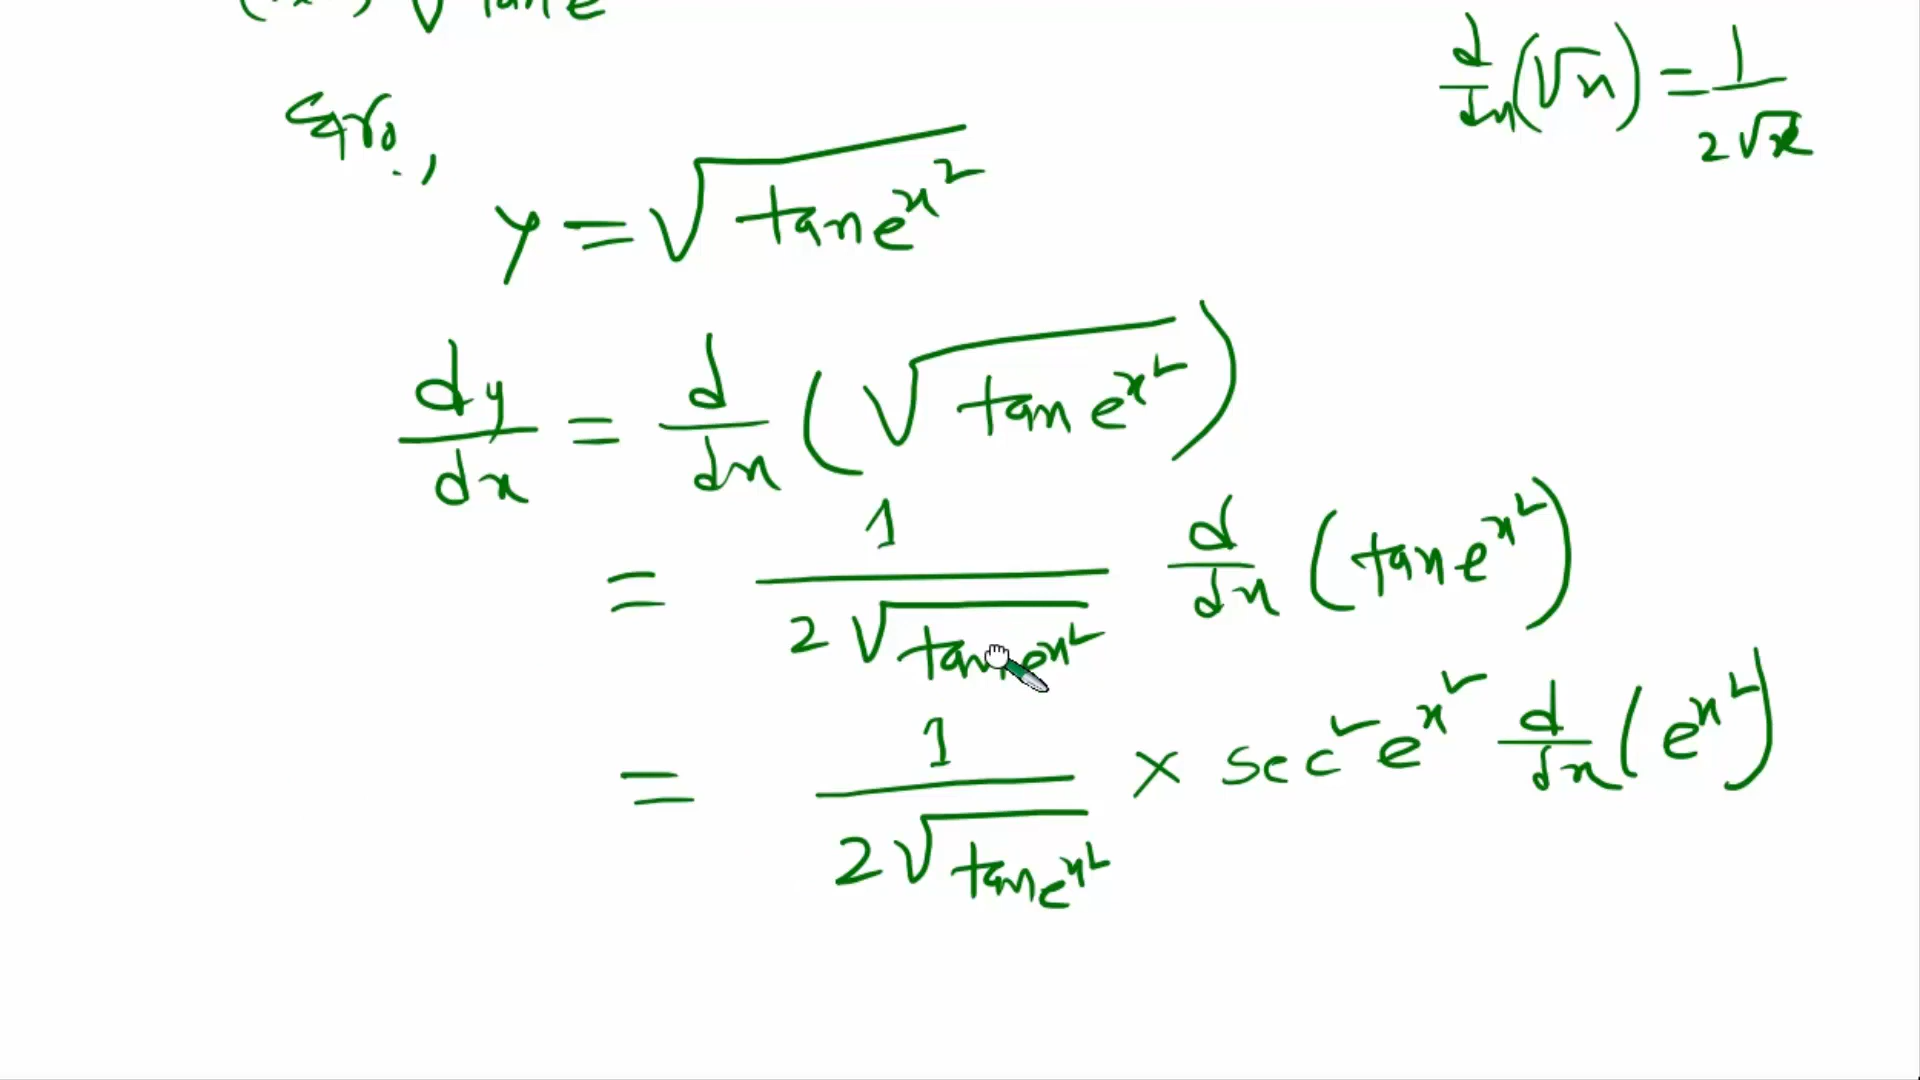 d/dx (√x) = 1/(2√x)
ধরি,
y = √(tan e^x²)
dy/dx = d/dx (√(tan e^x²))
= 1/(2√(tan e^x²)) d/dx (tan e^x²)
= 1/(2√(tan e^x²)) × sec² e^x² d/dx (e^x²)